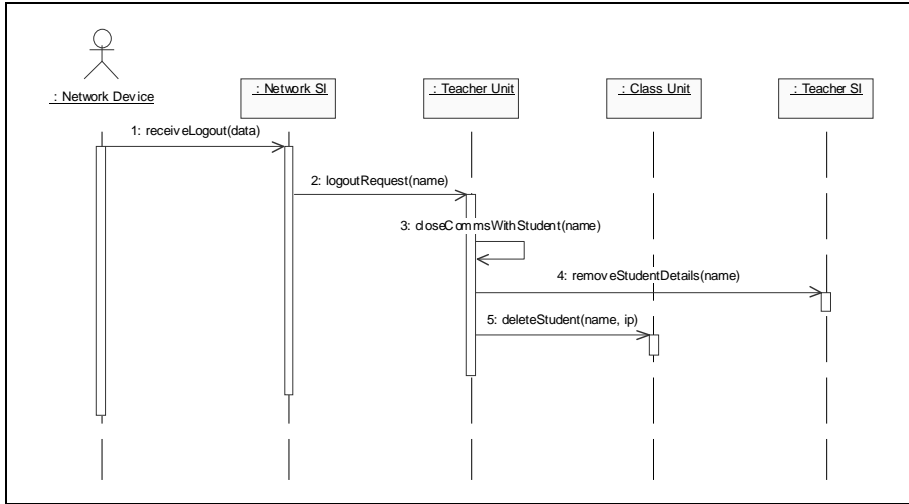 : Network Device
: Network SI
: Teacher Unit
: Class Unit
: Teacher SI
1: receiveLogout(data)
2: logoutRequest(name)
3: closeCommsWithStudent(name)
4: removeStudentDetails(name)
5: deleteStudent(name, ip)